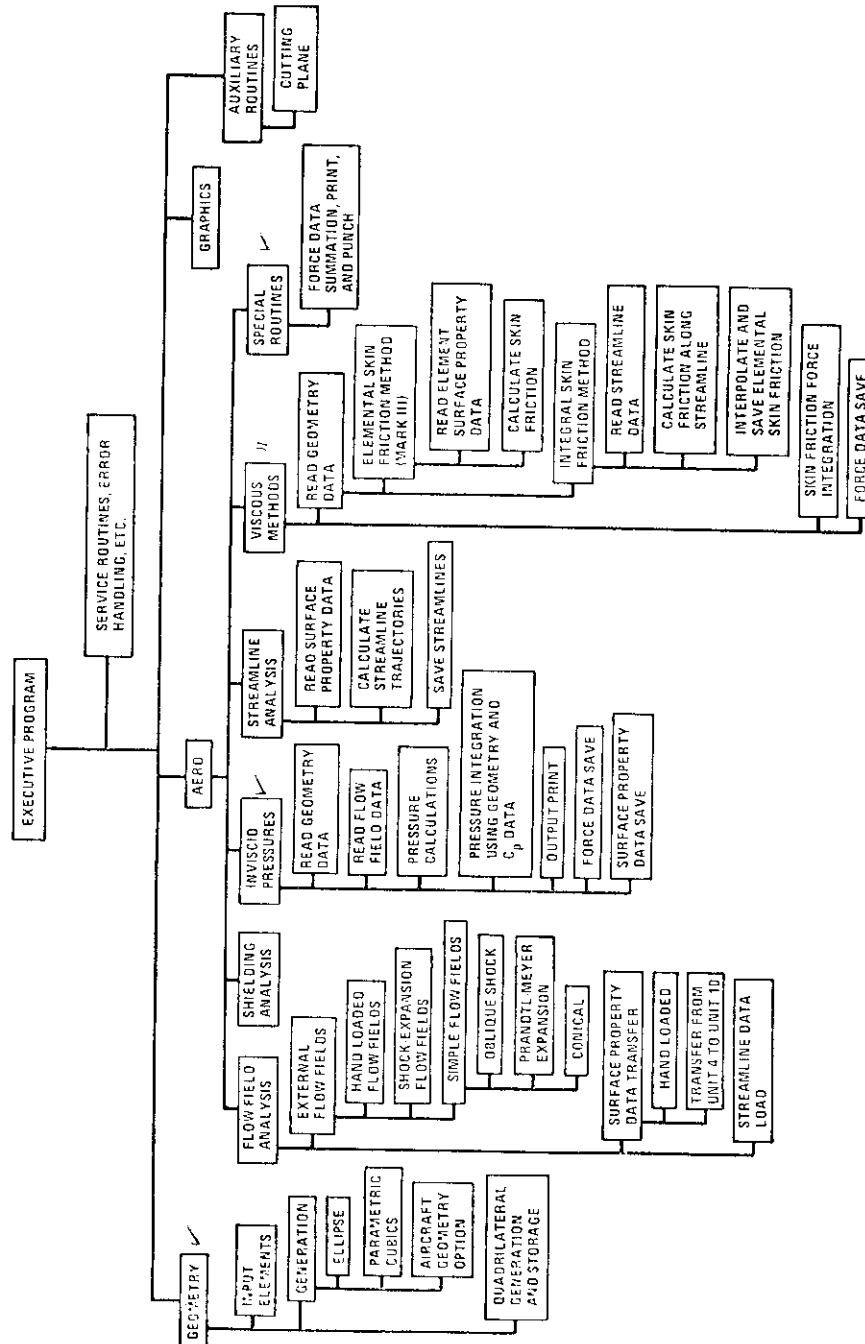 EXECUTIVE PROGRAM
SERVICE ROUTINES, ERROR
HANDLING, ETC.
GEOMETRY
INPUT
ELEMENTS
GENERATION
ELLIPSE
PARAMETRIC
CUBICS
AIRCRAFT
GEOMETRY
OPTION
QUADRILATERAL
GENERATION
AND STORAGE
AERO
FLOW FIELD
ANALYSIS
EXTERNAL
FLOW FIELDS
HAND LOADED
FLOW FIELDS
SHOCK-EXPANSION
FLOW FIELDS
SIMPLE FLOW FIELDS
OBLIQUE SHOCK
PRANDTL-MEYER
EXPANSION
CONICAL
SURFACE PROPERTY
DATA TRANSFER
HAND LOADED
TRANSFER FROM
UNIT 4 TO UNIT 10
STREAMLINE DATA
LOAD
SHIELDING
ANALYSIS
INVISCID
PRESSURES
READ GEOMETRY
DATA
READ FLOW
FIELD DATA
PRESSURE
CALCULATIONS
PRESSURE INTEGRATION
USING GEOMETRY AND
Cp DATA
OUTPUT PRINT
FORCE DATA SAVE
SURFACE PROPERTY
DATA SAVE
STREAMLINE
ANALYSIS
READ SURFACE
PROPERTY DATA
CALCULATE
STREAMLINE
TRAJECTORIES
SAVE STREAMLINES
VISCOUS
METHODS
READ GEOMETRY
DATA
ELEMENTAL SKIN
FRICTION METHOD
(MARK III)
READ ELEMENT
SURFACE PROPERTY
DATA
CALCULATE SKIN
FRICTION
INTEGRAL SKIN
FRICTION METHOD
READ STREAMLINE
DATA
CALCULATE SKIN
FRICTION ALONG
STREAMLINE
INTERPOLATE AND
SAVE ELEMENTAL
SKIN FRICTION
SKIN FRICTION FORCE
INTEGRATION
FORCE DATA SAVE
SPECIAL
ROUTINES
FORCE DATA
SUMMATION, PRINT,
AND PUNCH
GRAPHICS
AUXILIARY
ROUTINES
CUTTING
PLANE